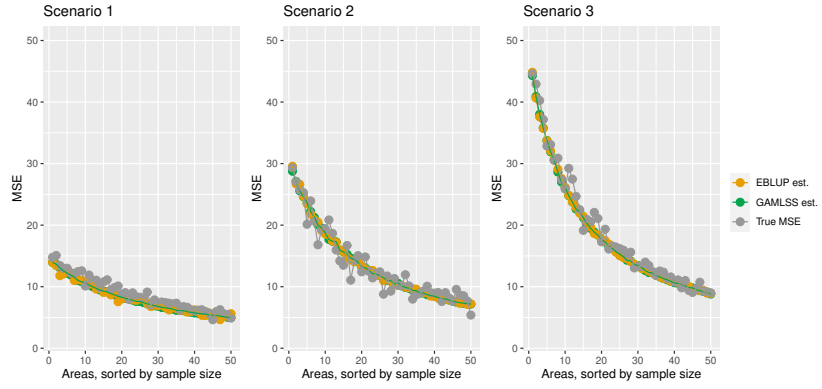 Scenario 1
Scenario 2
Scenario 3
50
40
30
20
10
0
MSE
0 10 20 30 40 50
Areas, sorted by sample size
50
40
30
20
10
0
MSE
0 10 20 30 40 50
Areas, sorted by sample size
50
40
30
20
10
0
MSE
0 10 20 30 40 50
Areas, sorted by sample size
EBLUP est.
GAMLSS est.
True MSE